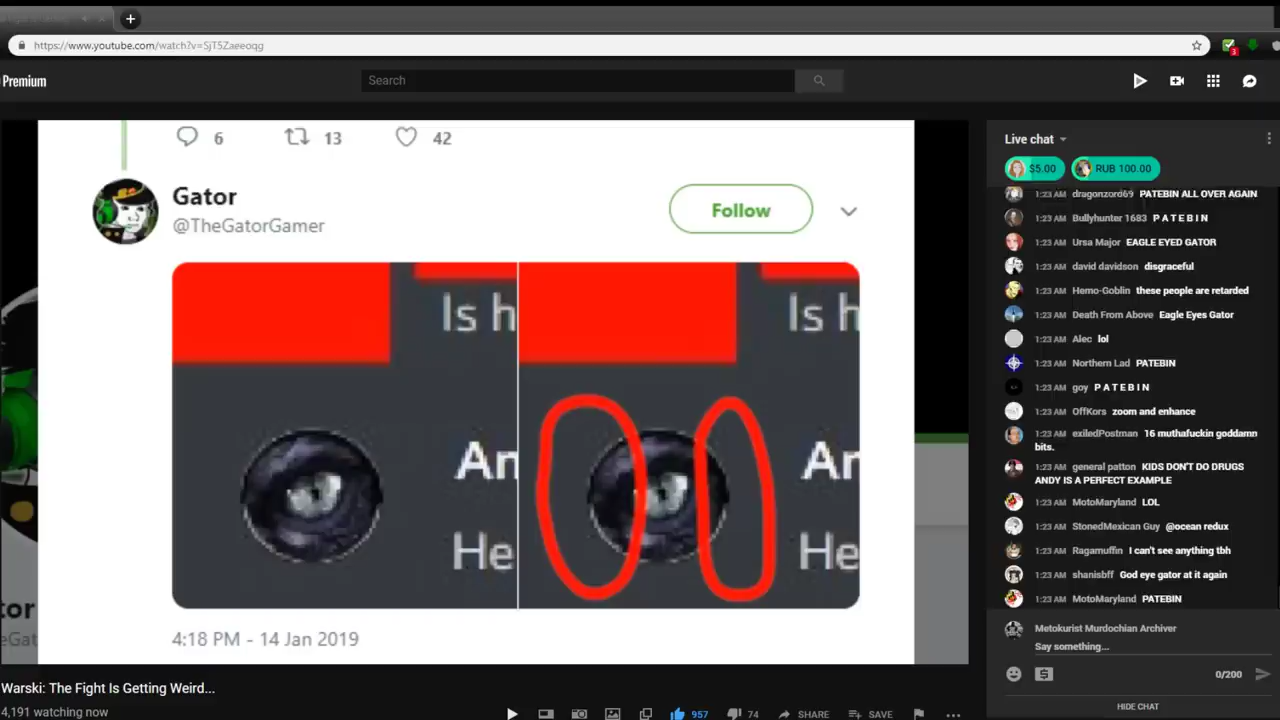 https://www.youtube.com/watch?v=SjT5Zaeeoqg
3
Premium
Search
6
13
42
Gator
@TheGatorGamer
Follow
Is h
Is h
An
An
He
He
4:18 PM - 14 Jan 2019
Warski: The Fight Is Getting Weird...
4,191 watching now
957
74
SHARE
SAVE
Live chat
$5.00
RUB 100.00
1:23 AM dragonzord69 PATEBIN ALL OVER AGAIN
1:23 AM Bullyhunter 1683 P A T E B I N
1:23 AM Ursa Major EAGLE EYED GATOR
1:23 AM david davidson disgraceful
1:23 AM Hemo-Goblin these people are retarded
1:23 AM Death From Above Eagle Eyes Gator
1:23 AM Alec lol
1:23 AM Northern Lad PATEBIN
1:23 AM goy P A T E B I N
1:23 AM OffKors zoom and enhance
1:23 AM exiledPostman 16 muthafuckin goddamn
bits.
1:23 AM general patton KIDS DON'T DO DRUGS
ANDY IS A PERFECT EXAMPLE
1:23 AM MotoMaryland LOL
1:23 AM StonedMexican Guy @ocean redux
1:23 AM Ragamuffin I can't see anything tbh
1:23 AM shanisbff God eye gator at it again
1:23 AM MotoMaryland PATEBIN
Metokurist Murdochian Archiver
Say something...
0/200
HIDE CHAT